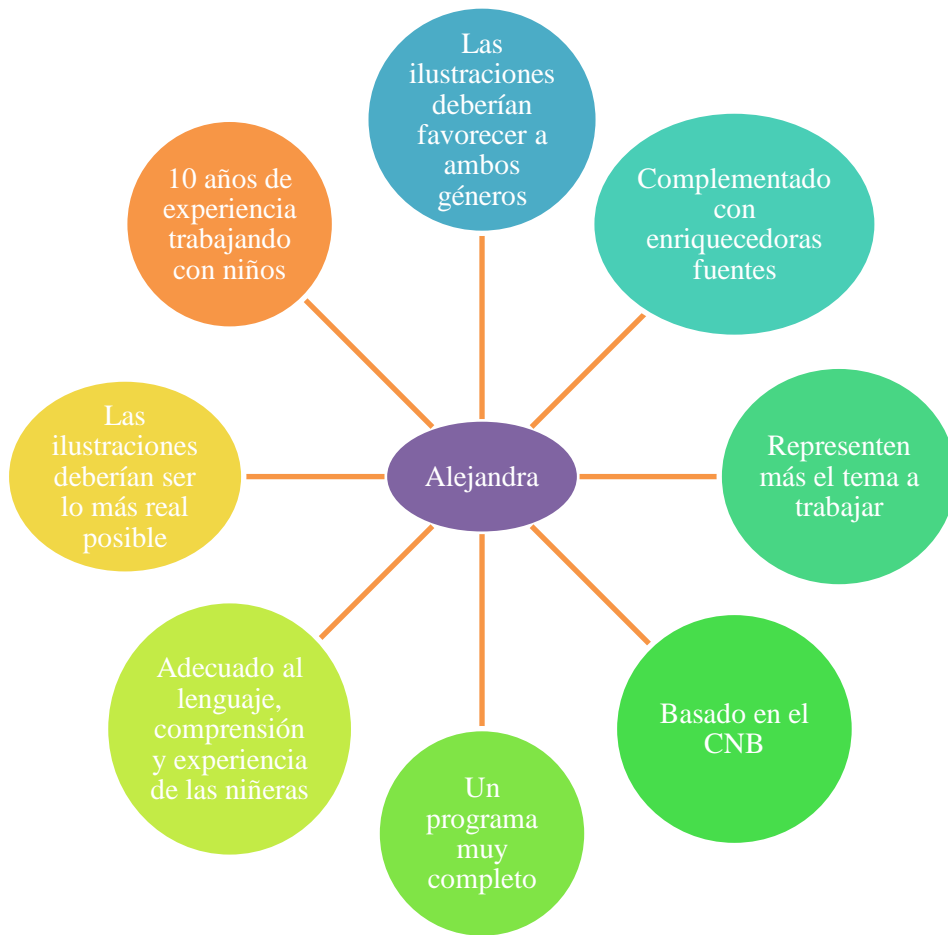 Las
ilustraciones
deberían
favorecer a
ambos
géneros
Complementado
con
enriquecedoras
fuentes
Representen
más el tema a
trabajar
Basado en el
CNB
Un
programa
muy
completo
Adecuado al
lenguaje,
comprensión
y experiencia
de las niñeras
Las
ilustraciones
deberían ser
lo más real
posible
10 años de
experiencia
trabajando
con niños
Alejandra